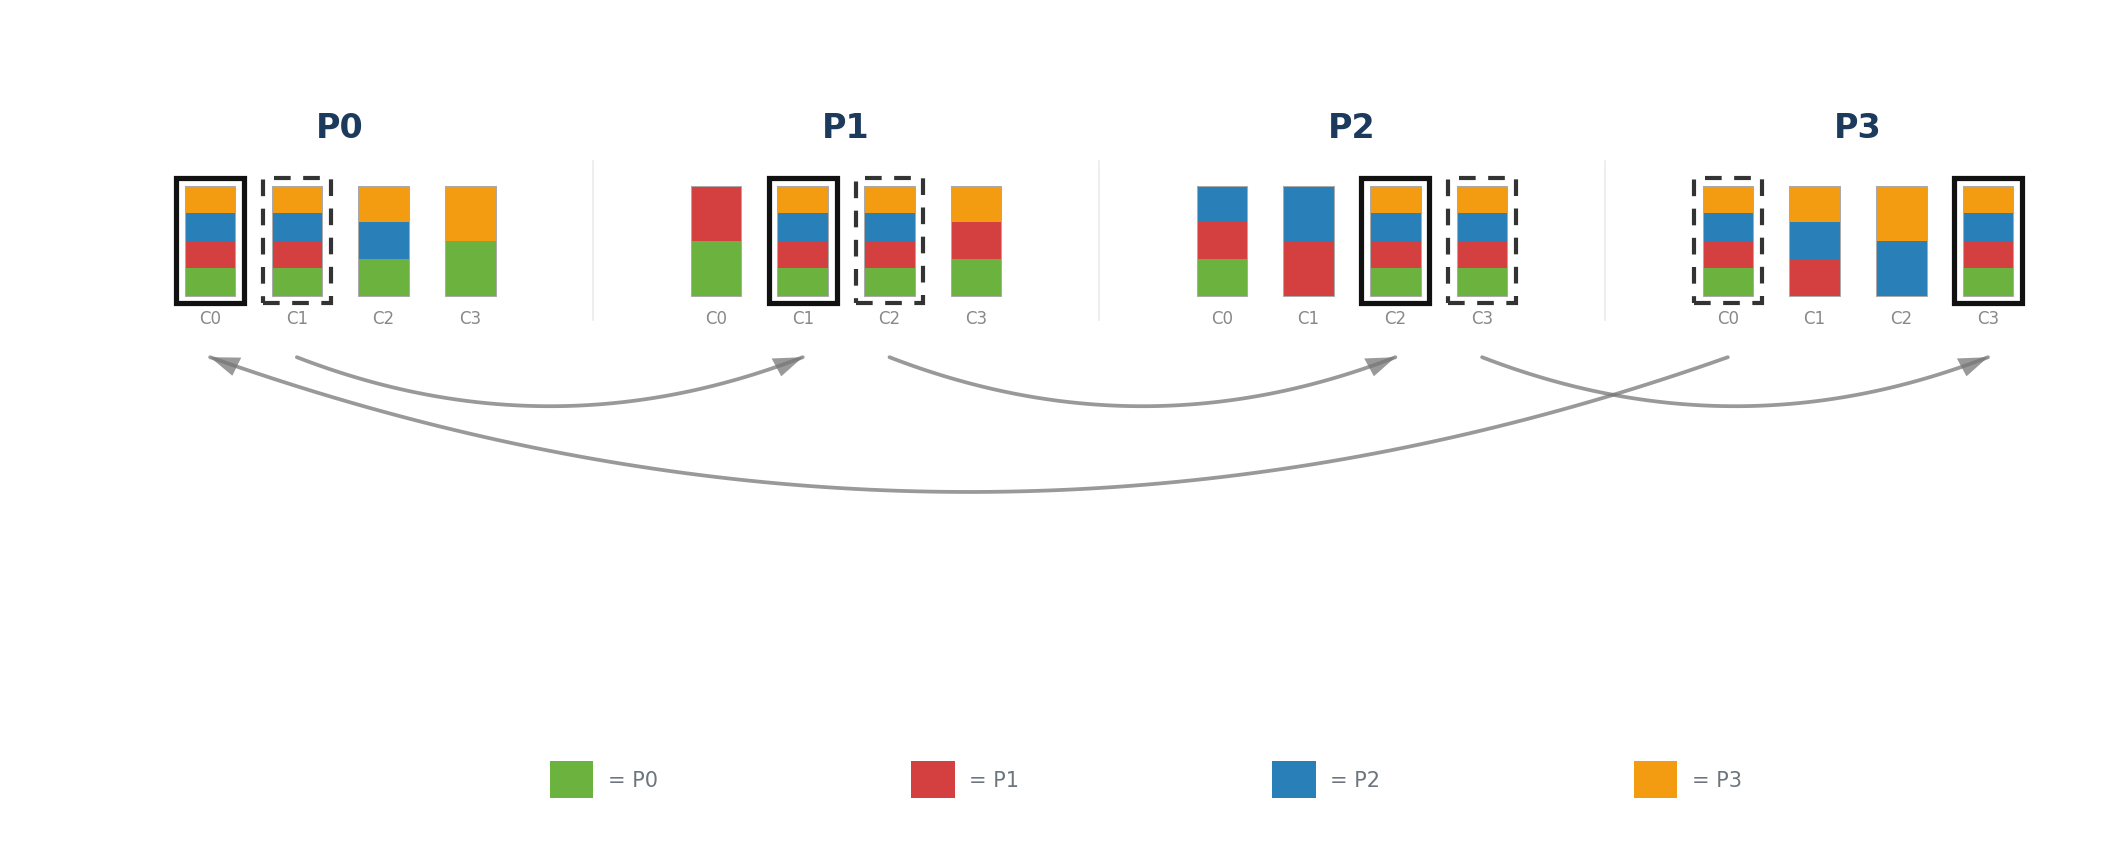 P0 P1 P2 P3
C0 C1 C2 C3 C0 C1 C2 C3 C0 C1 C2 C3 C0 C1 C2 C3
= P0 = P1 = P2 = P3